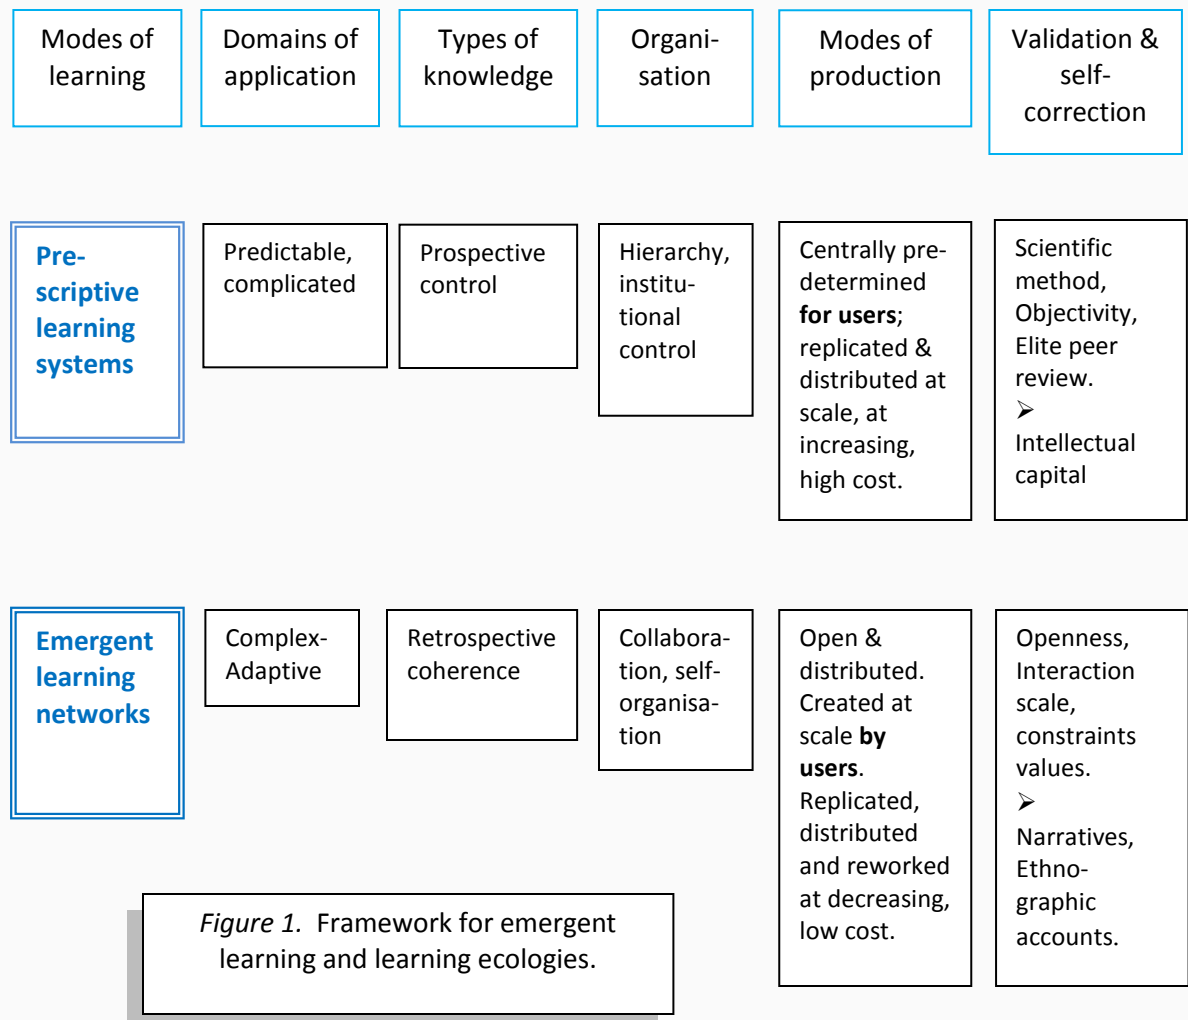 Modes of
learning
Domains of
application
Types of
knowledge
Organi-
sation
Modes of
production
Validation &
self-
correction
Pre-
scriptive
learning
systems
Predictable,
complicated
Prospective
control
Hierarchy,
institu-
tional
control
Centrally pre-
determined
for users;
replicated &
distributed at
scale, at
increasing,
high cost.
Scientific
method,
Objectivity,
Elite peer
review.
➢
Intellectual
capital
Emergent
learning
networks
Complex-
Adaptive
Retrospective
coherence
Collabora-
tion, self-
organisa-
tion
Open &
distributed.
Created at
scale by
users.
Replicated,
distributed
and reworked
at decreasing,
low cost.
Openness,
Interaction
scale,
constraints
values.
➢
Narratives,
Ethno-
graphic
accounts.
Figure 1.  Framework for emergent
learning and learning ecologies.